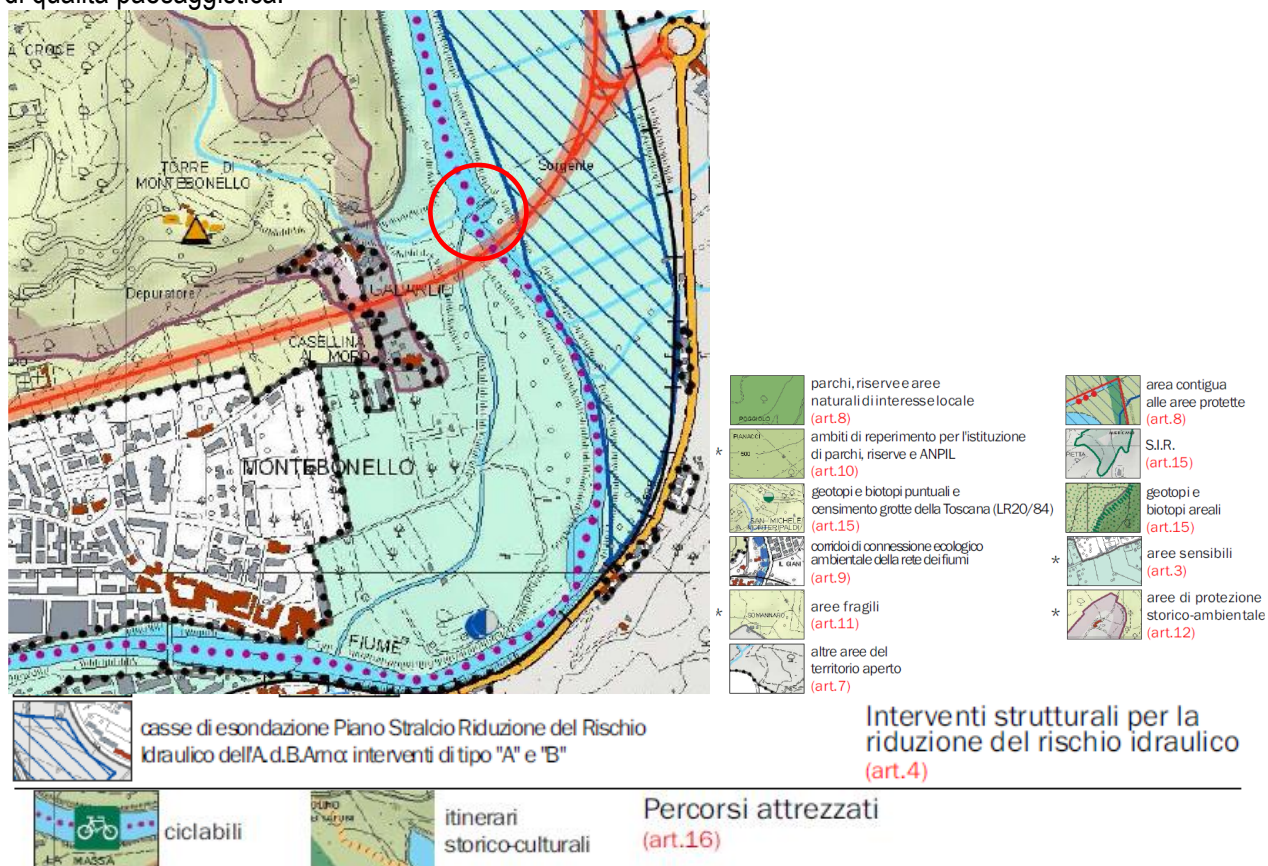 di qualità paesaggistica.
A CROCE
Sorgente
TORRE DI
MONTEBONELLO
Depuratore
CASELLINA
AL MORO
MONTEBONELLO
FIUME
parchi, riserve e aree
naturali di interesse locale
(art.8)
ambiti di reperimento per l'istituzione
di parchi, riserve e ANPIL
(art.10)
geotopi e biotopi puntuali e
censimento grotte della Toscana (LR20/84)
(art.15)
corridoi di connessione ecologico
ambientale della rete dei fiumi
(art.9)
* aree fragili
(art.11)
altre aree del
territorio aperto
(art.7)
area contigua
alle aree protette
(art.8)
S.I.R.
(art.15)
geotopi e
biotopi areali
(art.15)
* aree sensibili
(art.3)
* aree di protezione
storico-ambientale
(art.12)
casse di esondazione Piano Stralcio Riduzione del Rischio
Idraulico dell'A.d.B.Arno: interventi di tipo "A" e "B"
Interventi strutturali per la
riduzione del rischio idraulico
(art.4)
LA MASSA
ciclabili
itinerari
storico-culturali
Percorsi attrezzati
(art.16)